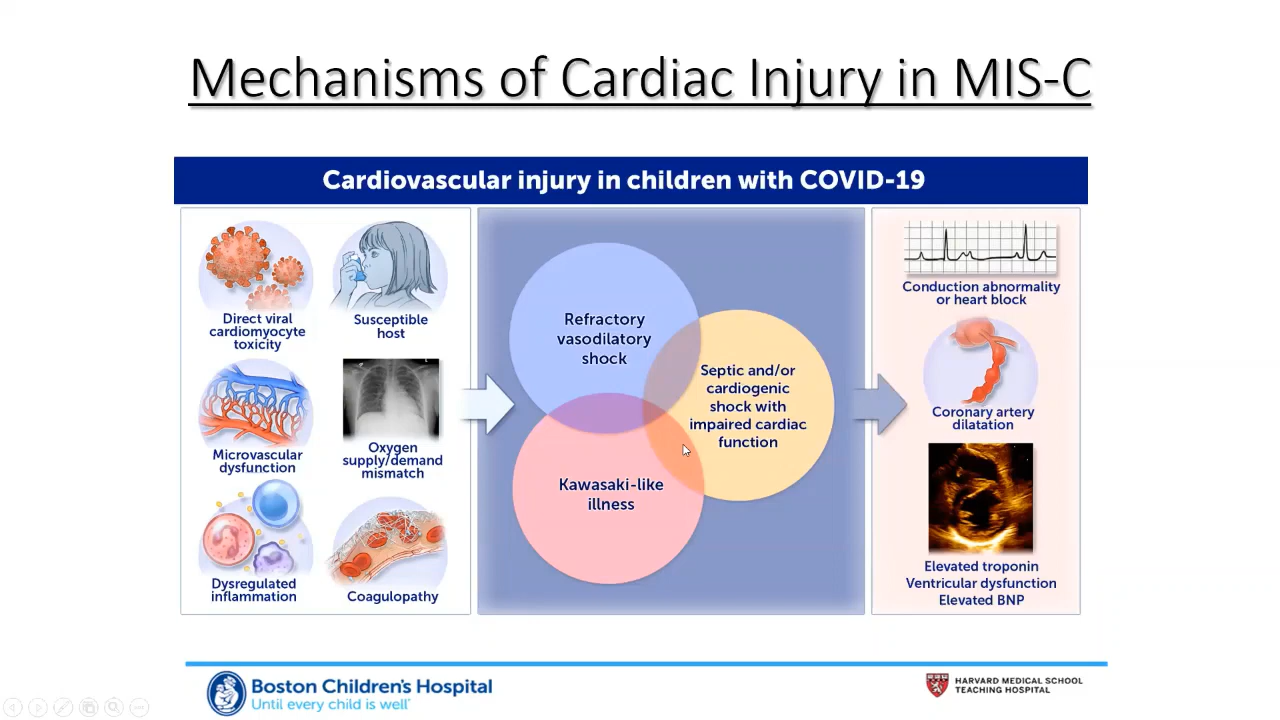 Mechanisms of Cardiac Injury in MIS-C
Cardiovascular injury in children with COVID-19
Direct viral
cardiomyocyte
toxicity
Susceptible
host
Microvascular
dysfunction
Oxygen
supply/demand
mismatch
Dysregulated
inflammation
Coagulopathy
Refractory
vasodilatory
shock
Septic and/or
cardiogenic
shock with
impaired cardiac
function
Kawasaki-like
illness
Conduction abnormality
or heart block
Coronary artery
dilatation
Elevated troponin
Ventricular dysfunction
Elevated BNP
Boston Children's Hospital
Until every child is well
HARVARD MEDICAL SCHOOL
TEACHING HOSPITAL